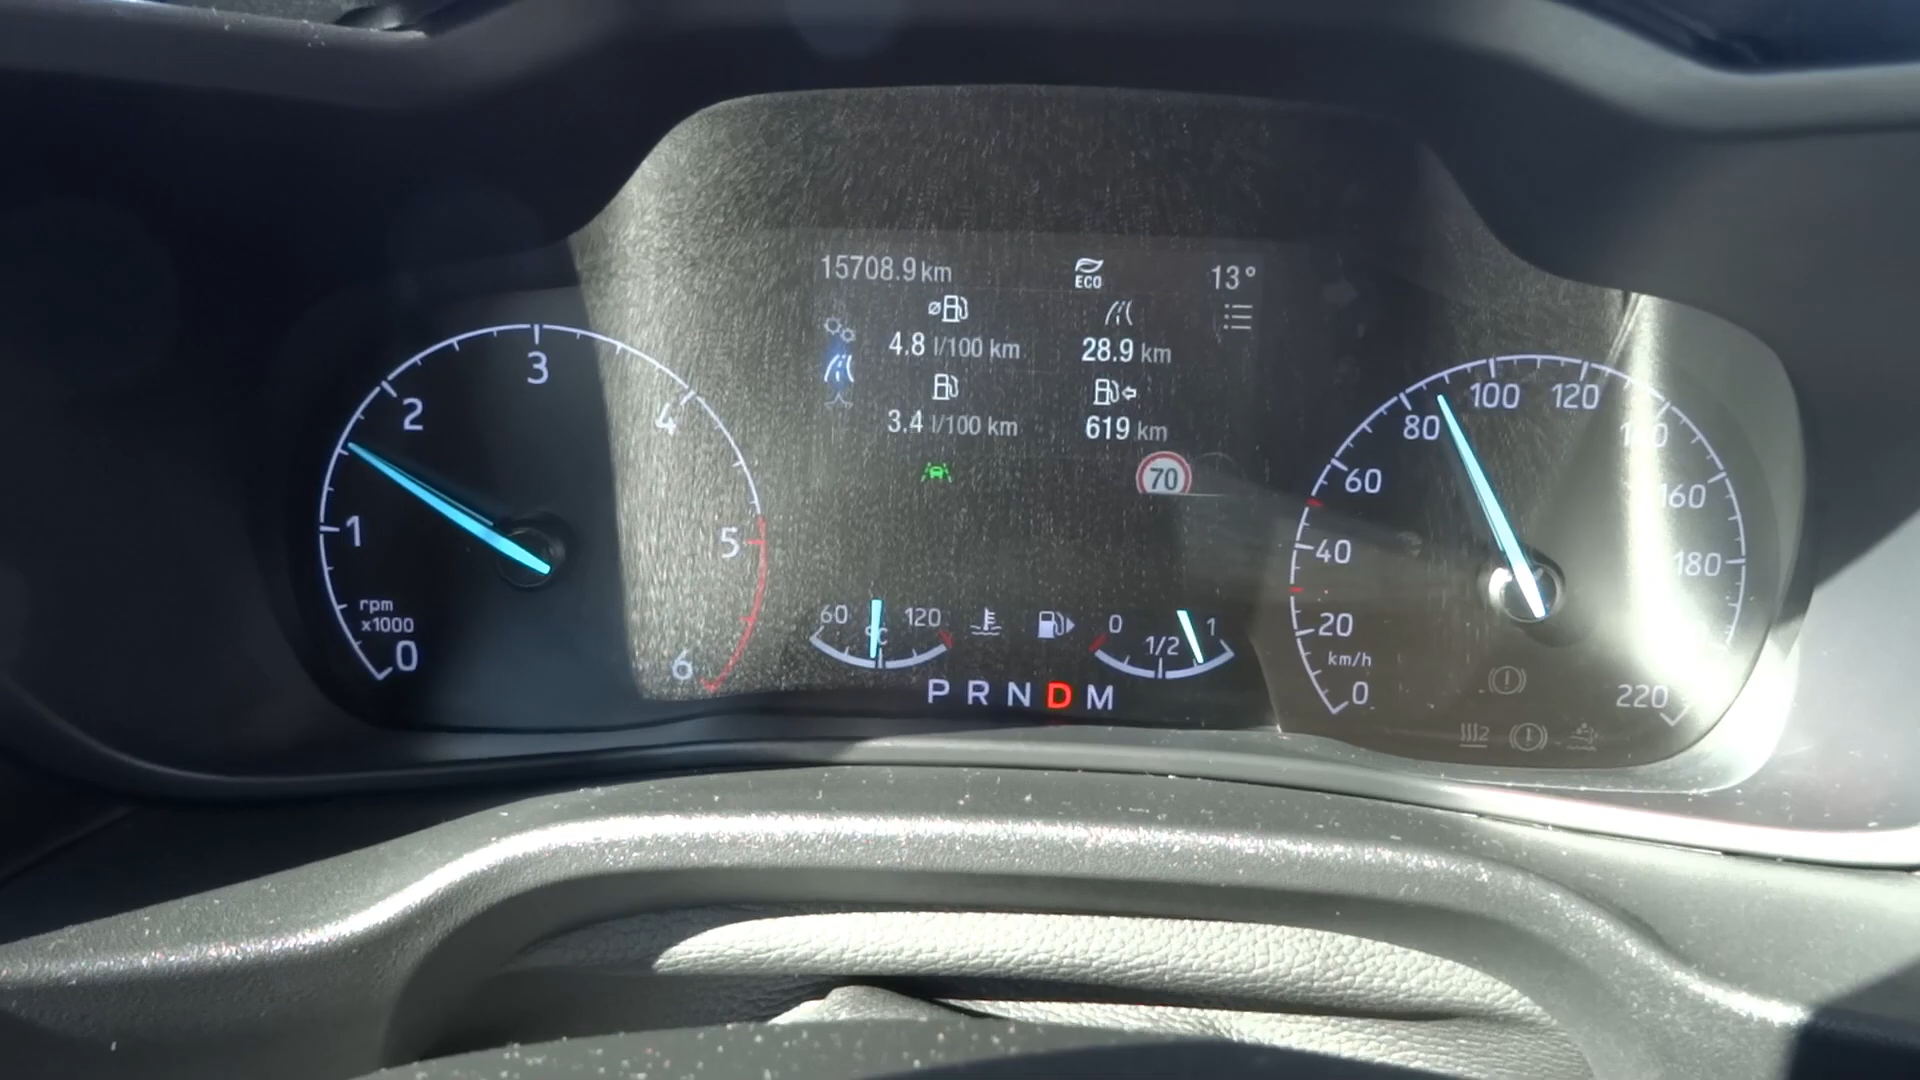 15708.9 km
ECO
13°
4.8 l/100 km
28.9 km
3.4 l/100 km
619 km
70
0
1
2
3
4
5
6
rpm
x1000
60
120
°C
0
1/2
1
P R N D M
0
20
40
60
80
100
120
160
180
220
km/h
2